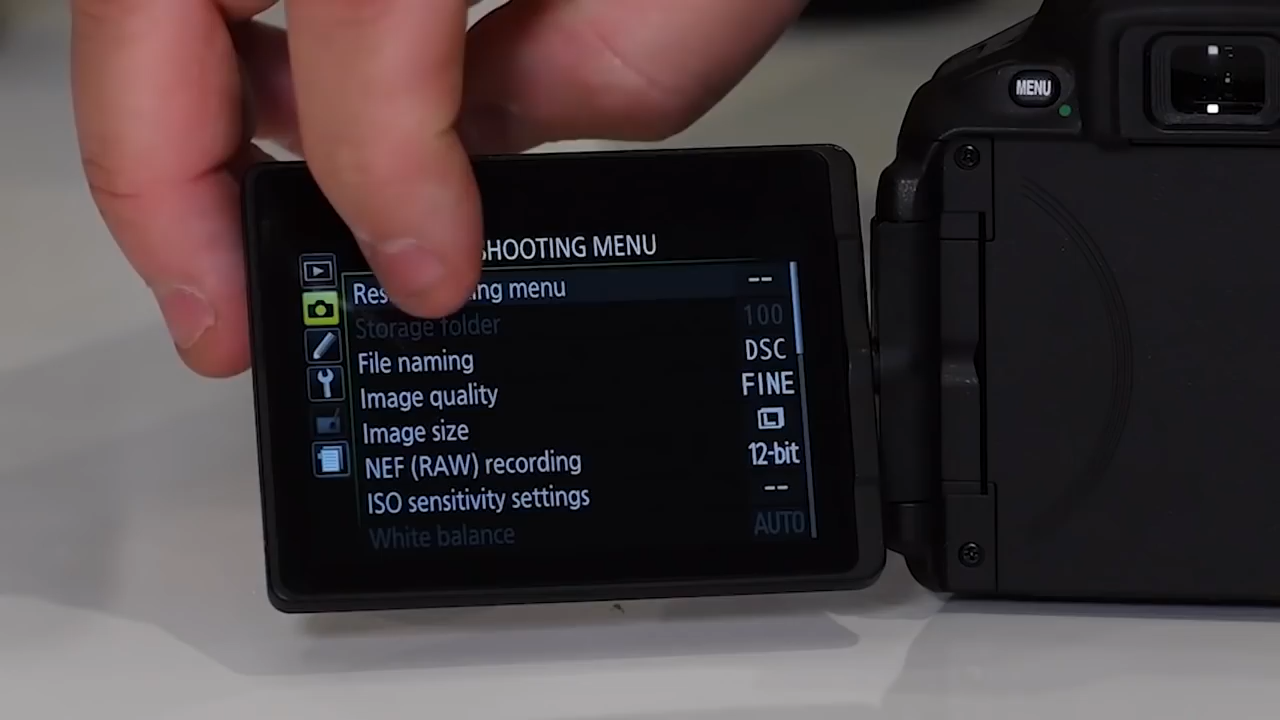 MENU
SHOOTING MENU
Res ing menu --
Storage folder 100
File naming DSC
Image quality FINE
Image size L
NEF (RAW) recording 12-bit
ISO sensitivity settings --
White balance AUTO